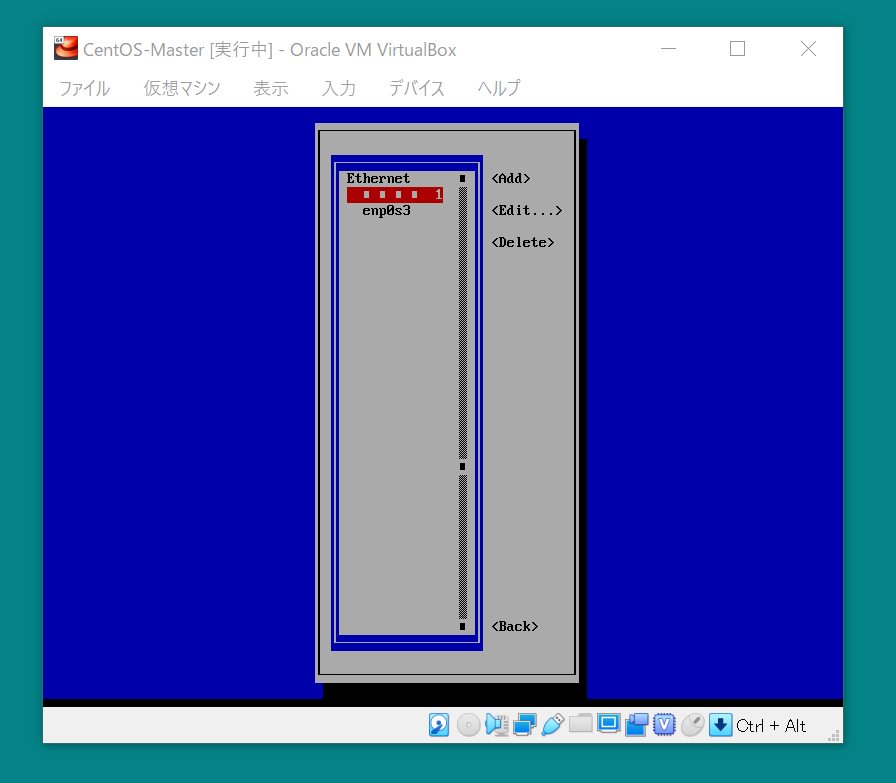 64
CentOS-Master [実行中] - Oracle VM VirtualBox
ファイル 仮想マシン 表示 入力 デバイス ヘルプ
Ethernet
1
enp0s3
<Add>
<Edit...>
<Delete>
<Back>
V
Ctrl + Alt